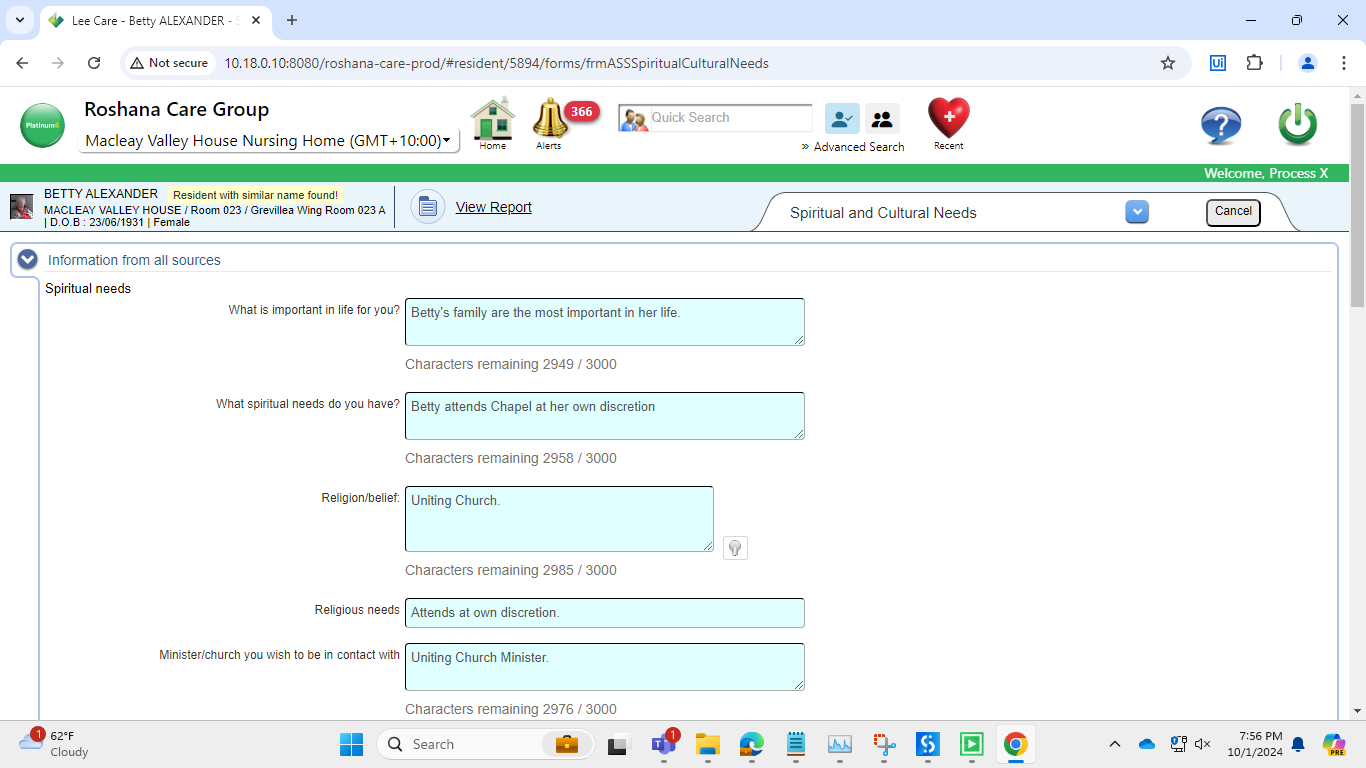 Lee Care - Betty ALEXANDER - S
Not secure
10.18.0.10:8080/roshana-care-prod/#resident/5894/forms/frmASSSpiritualCulturalNeeds
Ui
Platinum6
Roshana Care Group
Macleay Valley House Nursing Home (GMT+10:00)
Home
366
Alerts
Quick Search
» Advanced Search
Recent
Welcome, Process X
BETTY ALEXANDER Resident with similar name found!
MACLEAY VALLEY HOUSE / Room 023 / Grevillea Wing Room 023 A
| D.O.B : 23/06/1931 | Female
View Report
Spiritual and Cultural Needs
Cancel
Information from all sources
Spiritual needs
What is important in life for you?
Betty's family are the most important in her life.
Characters remaining 2949 / 3000
What spiritual needs do you have?
Betty attends Chapel at her own discretion
Characters remaining 2958 / 3000
Religion/belief:
Uniting Church.
Characters remaining 2985 / 3000
Religious needs
Attends at own discretion.
Minister/church you wish to be in contact with
Uniting Church Minister.
Characters remaining 2976 / 3000
1
62°F
Cloudy
Search
1
7:56 PM
10/1/2024
PRE